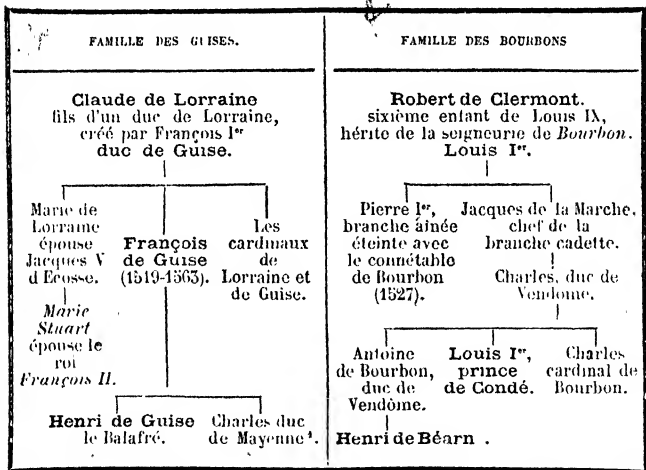 FAMILLE DES GUISES.
Claude de Lorraine
fils d'un duc de Lorraine,
créé par François Iᵉʳ
duc de Guise.
Marie de
Lorraine
épouse
Jacques V
d Ecosse.
Marie
Stuart
épouse le
roi
François II.
François
de Guise
(1519-1563).
Les
cardinaux
de
Lorraine et
de Guise.
Henri de Guise
le Balafré.
Charles duc
de Mayenne⁴.
FAMILLE DES BOURBONS
Robert de Clermont.
sixième enfant de Louis IX,
hérite de la seigneurie de Bourbon.
Louis Iᵉʳ.
Pierre Iᵉʳ,
branche aînée
éteinte avec
le connétable
de Bourbon
(1527).
Jacques de la Marche,
chef de la
branche cadette.
Charles, duc de
Vendome.
Antoine
de Bourbon,
duc de
Vendôme.
Henri de Béarn .
Louis Iᵉʳ,
prince
de Condé.
Charles
cardinal de
Bourbon.